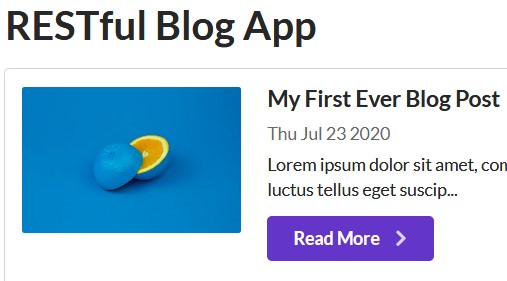 RESTful Blog App
My First Ever Blog Post
Thu Jul 23 2020
Lorem ipsum dolor sit amet,
luctus tellus eget suscip...
Read More